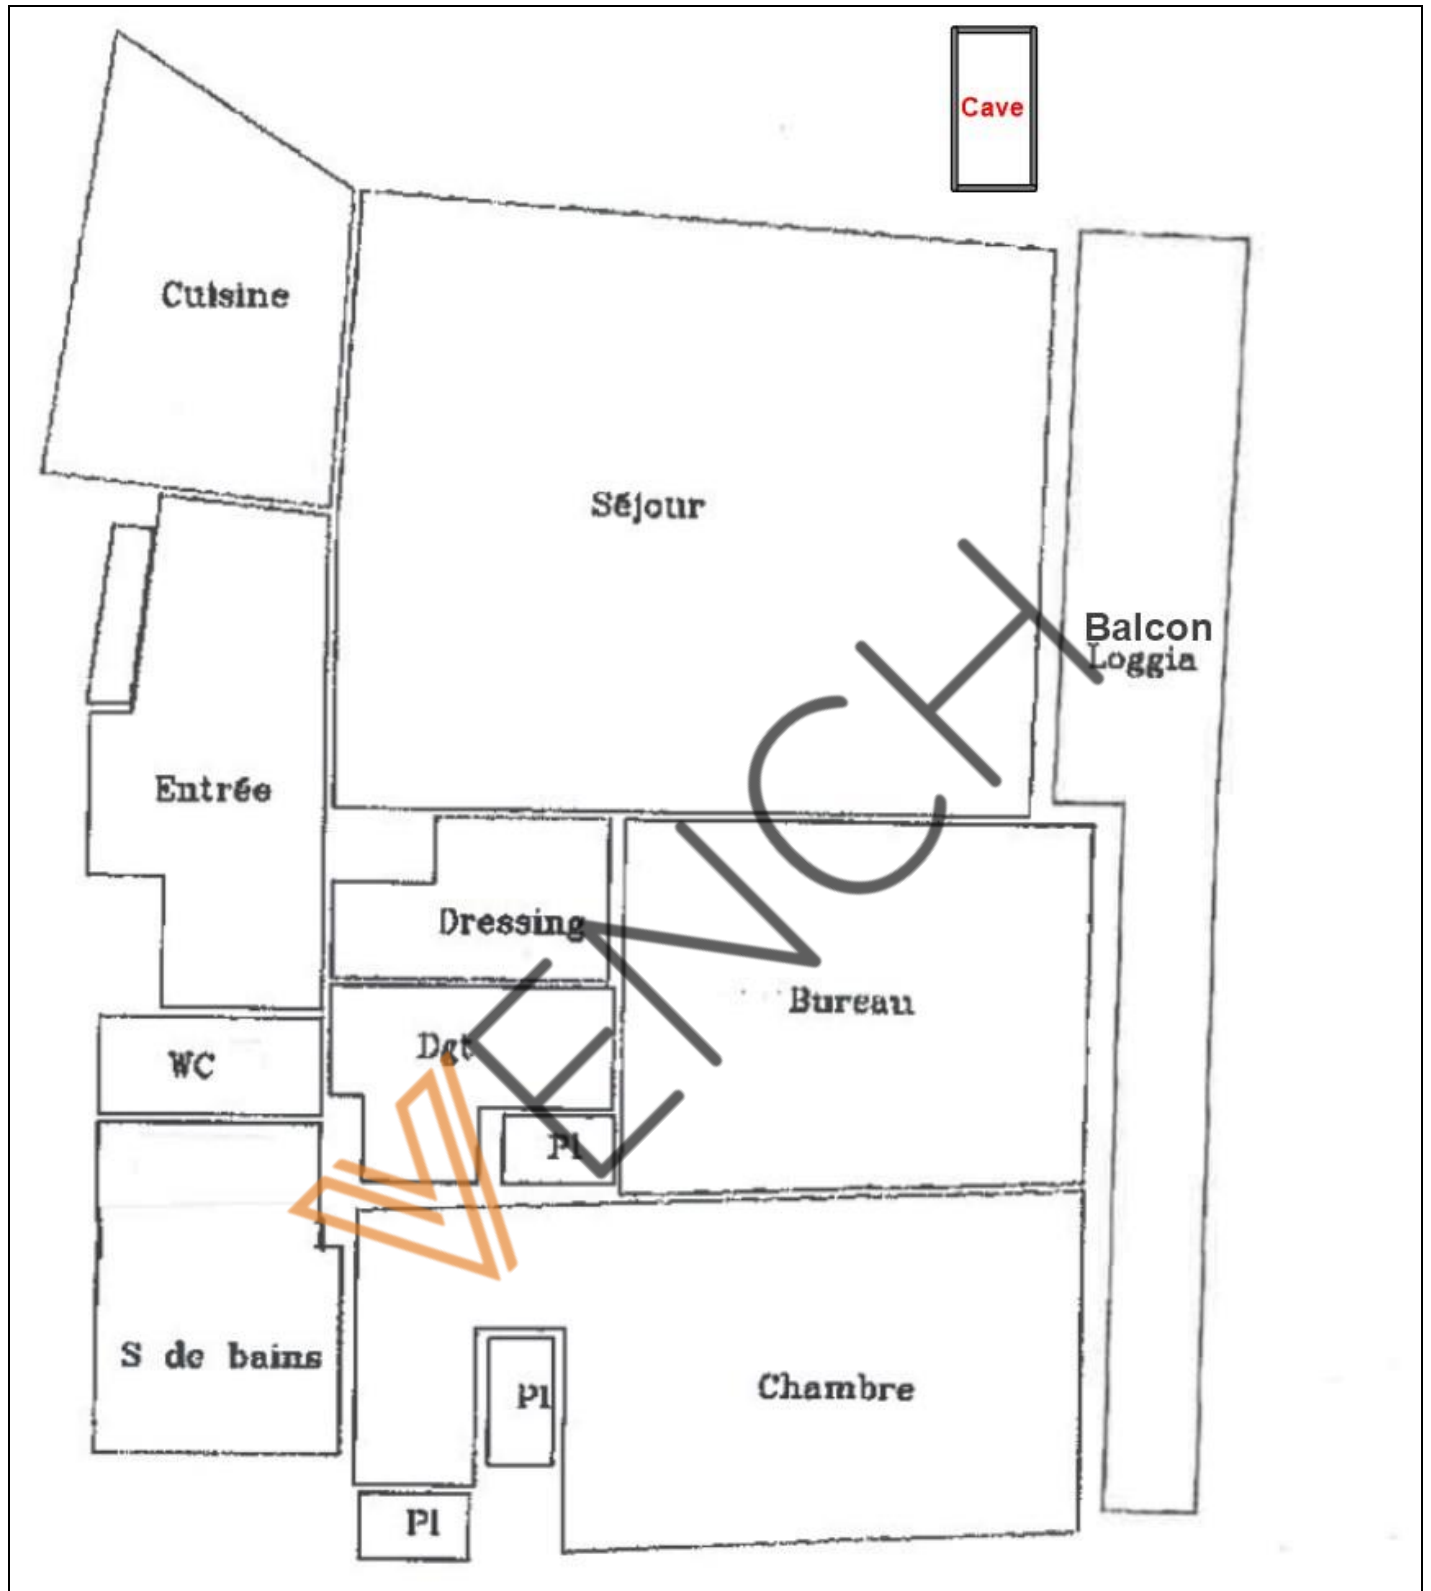 Cave
Cuisine
Séjour
Balcon
Loggia
Entrée
Dressing
Bureau
Dgt
WC
Pl
S de bains
Pl
Chambre
Pl
VENCH